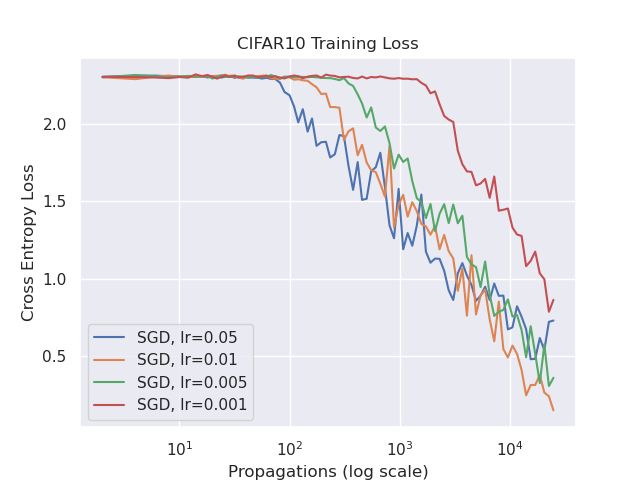 CIFAR10 Training Loss
Cross Entropy Loss
2.0
1.5
1.0
0.5
SGD, lr=0.05
SGD, lr=0.01
SGD, lr=0.005
SGD, lr=0.001
10¹ 10² 10³ 10⁴
Propagations (log scale)